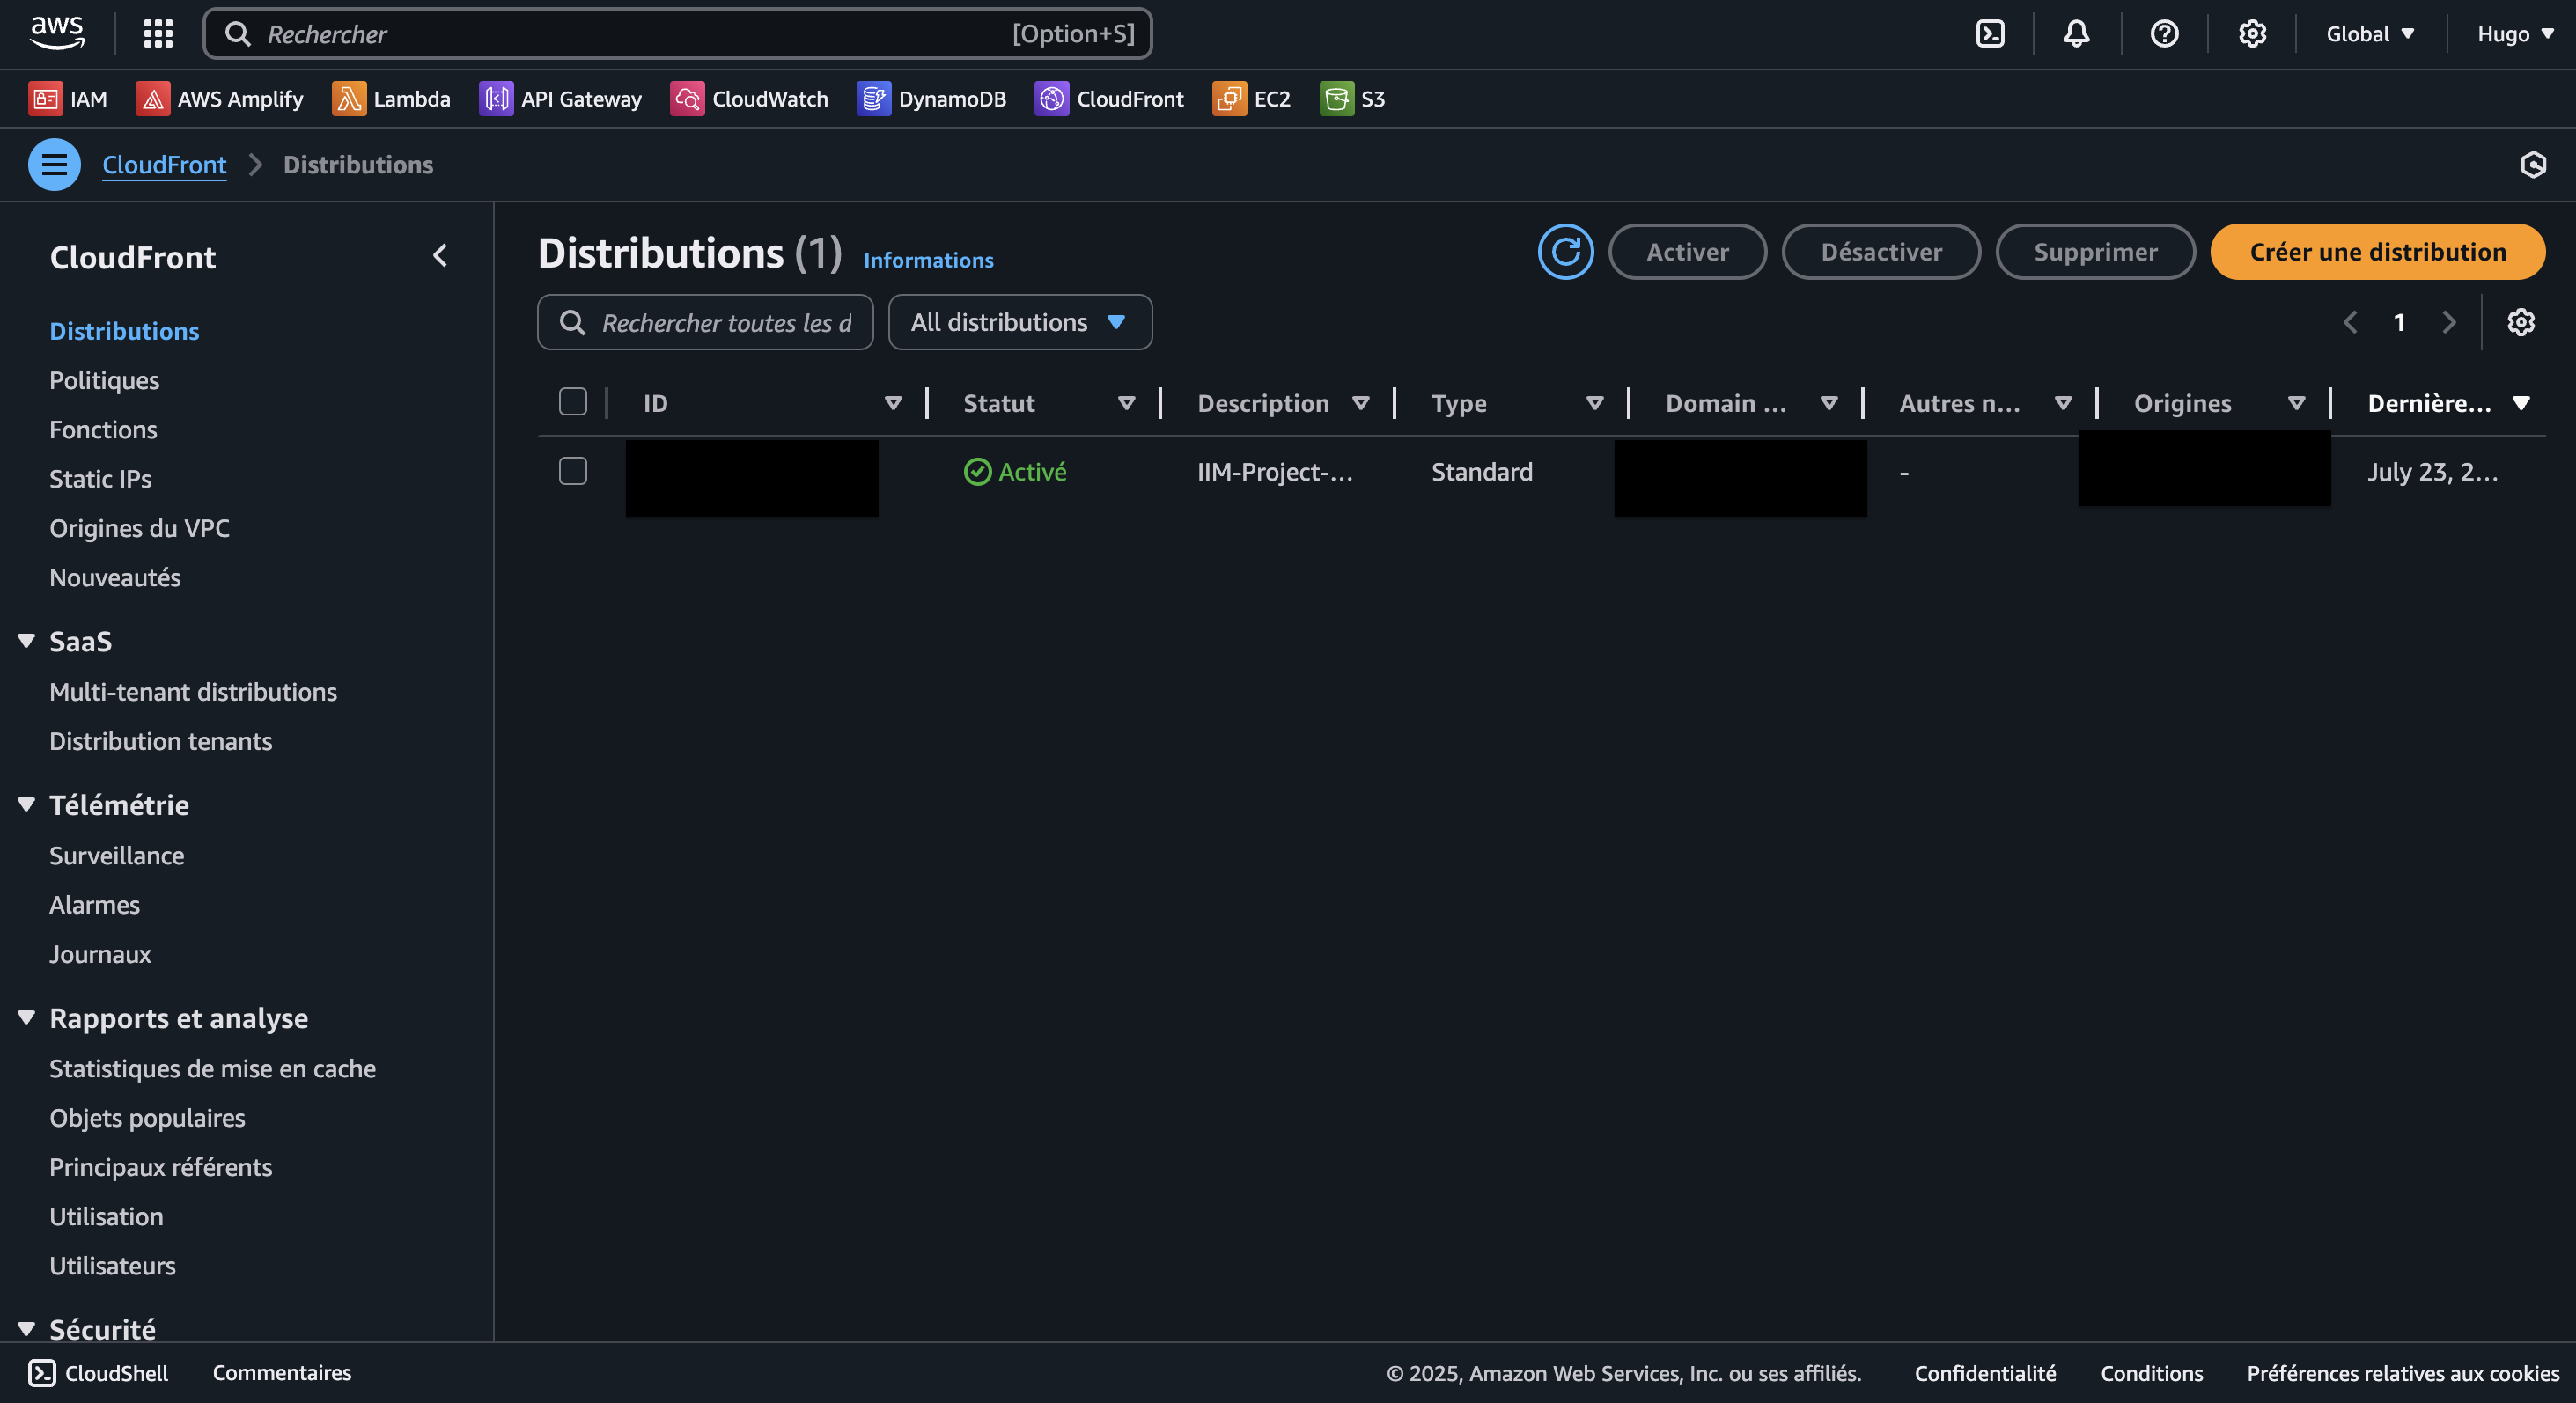 aws Rechercher [Option+S] Global Hugo
IAM AWS Amplify Lambda API Gateway CloudWatch DynamoDB CloudFront EC2 S3
CloudFront Distributions
CloudFront
Distributions
Politiques
Fonctions
Static IPs
Origines du VPC
Nouveautés
SaaS
Multi-tenant distributions
Distribution tenants
Télémétrie
Surveillance
Alarmes
Journaux
Rapports et analyse
Statistiques de mise en cache
Objets populaires
Principaux référents
Utilisation
Utilisateurs
Sécurité
Distributions (1) Informations Activer Désactiver Supprimer Créer une distribution
Rechercher toutes les d All distributions 1
ID Statut Description Type Domain ... Autres n... Origines Dernière...
Activé IIM-Project-... Standard - July 23, 2...
CloudShell Commentaires © 2025, Amazon Web Services, Inc. ou ses affiliés. Confidentialité Conditions Préférences relatives aux cookies